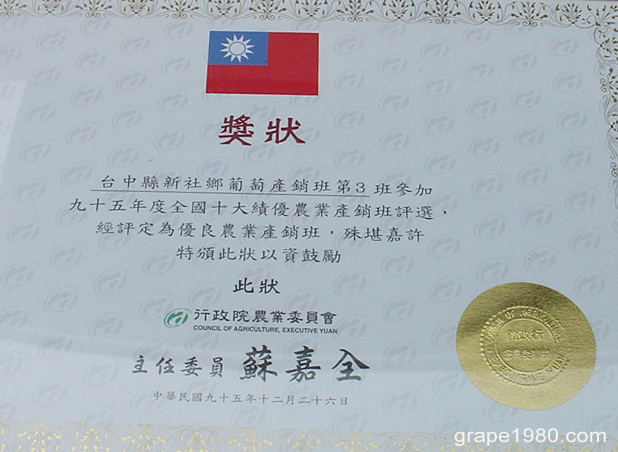 獎狀
台中縣新社鄉葡萄產銷班第3班參加
九十五年度全國十大績優農業產銷班評選，
經評定為優良農業產銷班，殊堪嘉許
特頒此狀以資鼓勵
此狀
行政院農業委員會
COUNCIL OF AGRICULTURE, EXECUTIVE YUAN
主任委員 蘇嘉全
中華民國九十五年十二月二十六日
grape1980.com